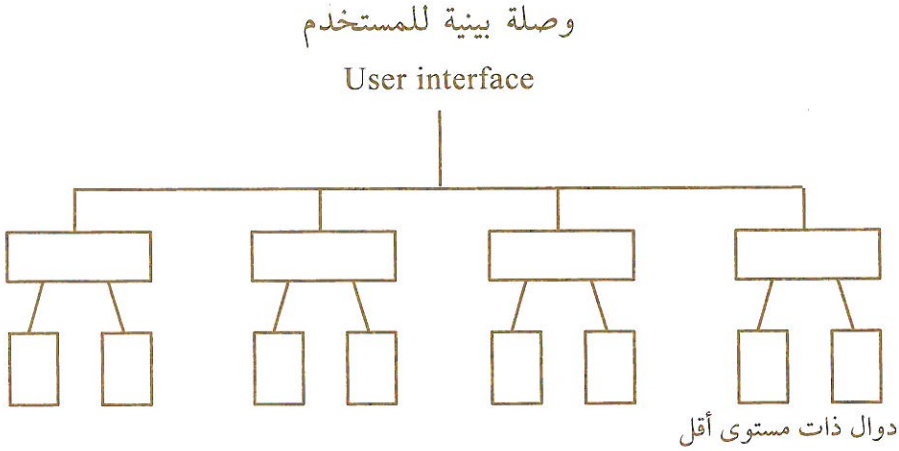 وصلة بينية للمستخدم
User interface
دوال ذات مستوى أقل